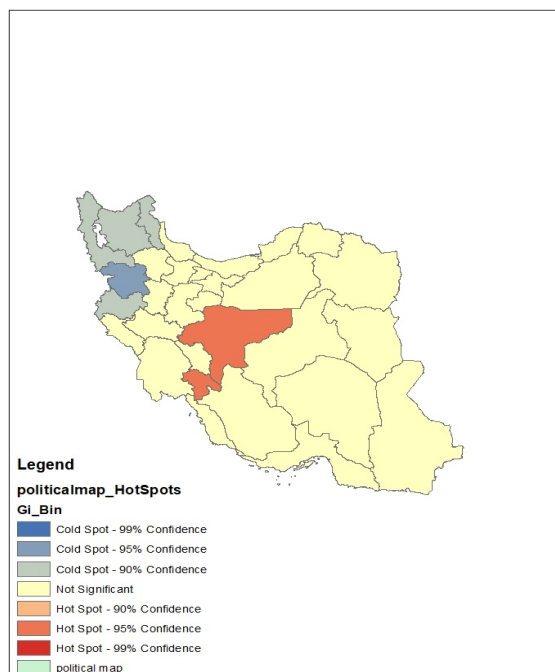 Legend
politicalmap_HotSpots
Gi_Bin
Cold Spot - 99% Confidence
Cold Spot - 95% Confidence
Cold Spot - 90% Confidence
Not Significant
Hot Spot - 90% Confidence
Hot Spot - 95% Confidence
Hot Spot - 99% Confidence
political map